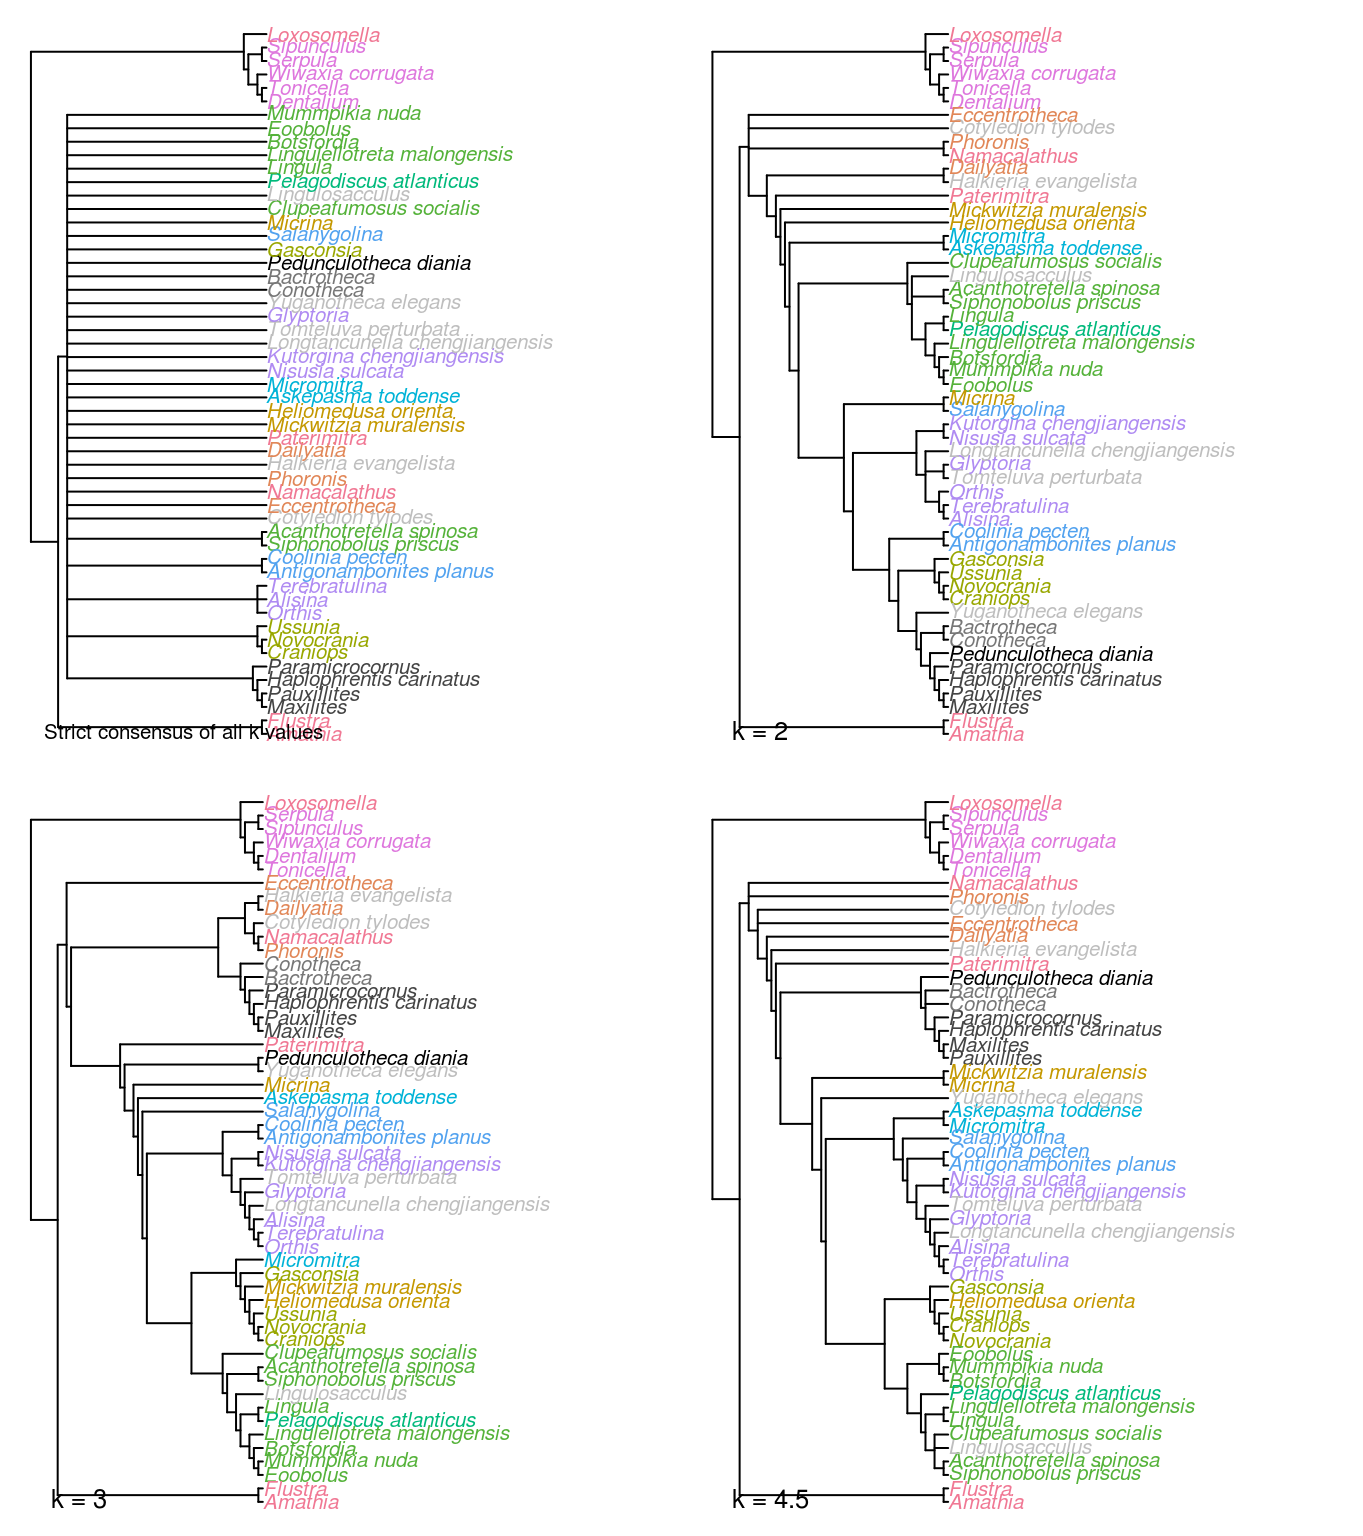 Loxosomella
Sipunculus
Serpula
Wiwaxia corrugata
Tonicella
Dentalium
Mummpikia nuda
Eoobolus
Botsfordia
Lingulellotreta malongensis
Lingula
Pelagodiscus atlanticus
Lingulosacculus
Clupeafumosus socialis
Micrina
Salanygolina
Gasconsia
Pedunculotheca diania
Bactrotheca
Conotheca
Yuganotheca elegans
Glyptoria
Tomteluva perturbata
Longtancunella chengjiangensis
Kutorgina chengjiangensis
Nisusia sulcata
Micromitra
Askepasma toddense
Heliomedusa orienta
Mickwitzia muralensis
Paterimitra
Dailyatia
Halkieria evangelista
Phoronis
Namacalathus
Eccentrotheca
Cotyledion tylodes
Acanthotretella spinosa
Siphonobolus priscus
Coolinia pecten
Antigonambonites planus
Terebratulina
Alisina
Orthis
Ussunia
Novocrania
Craniops
Paramicrocornus
Haplophrentis carinatus
Pauxillites
Maxilites
Flustra
Amathia
Strict consensus of all k values
Loxosomella
Sipunculus
Serpula
Wiwaxia corrugata
Tonicella
Dentalium
Eccentrotheca
Cotyledion tylodes
Phoronis
Namacalathus
Dailyatia
Halkieria evangelista
Paterimitra
Mickwitzia muralensis
Heliomedusa orienta
Micromitra
Askepasma toddense
Clupeafumosus socialis
Lingulosacculus
Acanthotretella spinosa
Siphonobolus priscus
Lingula
Pelagodiscus atlanticus
Lingulellotreta malongensis
Botsfordia
Mummpikia nuda
Eoobolus
Micrina
Salanygolina
Kutorgina chengjiangensis
Nisusia sulcata
Longtancunella chengjiangensis
Glyptoria
Tomteluva perturbata
Orthis
Terebratulina
Alisina
Coolinia pecten
Antigonambonites planus
Gasconsia
Ussunia
Novocrania
Craniops
Yuganotheca elegans
Bactrotheca
Conotheca
Pedunculotheca diania
Paramicrocornus
Haplophrentis carinatus
Pauxillites
Maxilites
Flustra
Amathia
k = 2
Loxosomella
Serpula
Sipunculus
Wiwaxia corrugata
Dentalium
Tonicella
Eccentrotheca
Halkieria evangelista
Dailyatia
Cotyledion tylodes
Namacalathus
Phoronis
Conotheca
Bactrotheca
Paramicrocornus
Haplophrentis carinatus
Pauxillites
Maxilites
Paterimitra
Pedunculotheca diania
Yuganotheca elegans
Micrina
Askepasma toddense
Salanygolina
Coolinia pecten
Antigonambonites planus
Nisusia sulcata
Kutorgina chengjiangensis
Tomteluva perturbata
Glyptoria
Longtancunella chengjiangensis
Alisina
Terebratulina
Orthis
Micromitra
Gasconsia
Mickwitzia muralensis
Heliomedusa orienta
Ussunia
Novocrania
Craniops
Clupeafumosus socialis
Acanthotretella spinosa
Siphonobolus priscus
Lingulosacculus
Lingula
Pelagodiscus atlanticus
Lingulellotreta malongensis
Botsfordia
Mummpikia nuda
Eoobolus
Flustra
Amathia
k = 3
Loxosomella
Sipunculus
Serpula
Wiwaxia corrugata
Dentalium
Tonicella
Namacalathus
Phoronis
Cotyledion tylodes
Eccentrotheca
Dailyatia
Halkieria evangelista
Paterimitra
Pedunculotheca diania
Bactrotheca
Conotheca
Paramicrocornus
Haplophrentis carinatus
Maxilites
Pauxillites
Mickwitzia muralensis
Micrina
Yuganotheca elegans
Askepasma toddense
Micromitra
Salanygolina
Coolinia pecten
Antigonambonites planus
Nisusia sulcata
Kutorgina chengjiangensis
Tomteluva perturbata
Glyptoria
Longtancunella chengjiangensis
Alisina
Terebratulina
Orthis
Gasconsia
Heliomedusa orienta
Ussunia
Craniops
Novocrania
Eoobolus
Mummpikia nuda
Botsfordia
Pelagodiscus atlanticus
Lingulellotreta malongensis
Lingula
Clupeafumosus socialis
Lingulosacculus
Acanthotretella spinosa
Siphonobolus priscus
Flustra
Amathia
k = 4.5